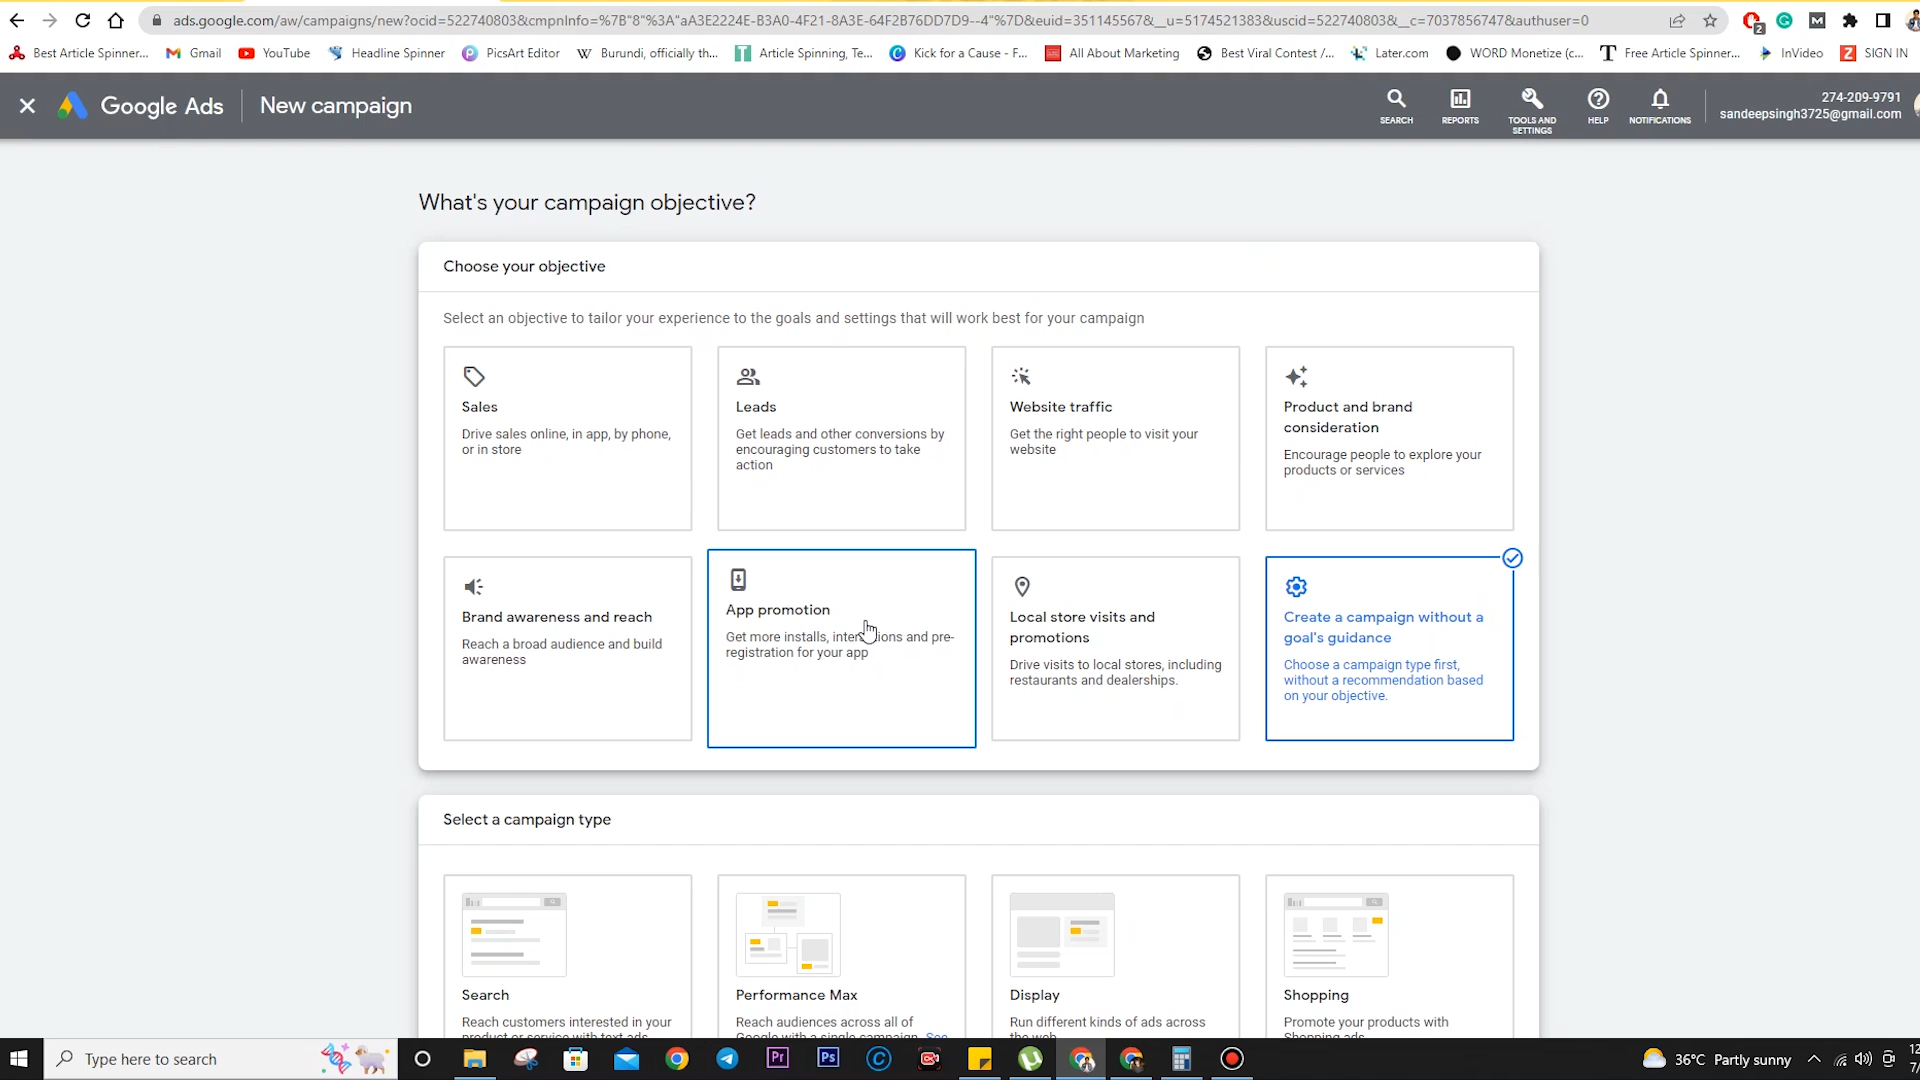 ads.google.com/aw/campaigns/new?ocid=522740803&cmpnInfo=%7B"8"%3A"aA3E2224E-B3A0-4F21-8A3E-64F2B76DD7D9--4"%7D&euid=351145567&__u=5174521383&uscid=522740803&__c=7037856747&authuser=0
2
Best Article Spinner...
Gmail
YouTube
Headline Spinner
PicsArt Editor
Burundi, officially th...
Article Spinning, Te...
Kick for a Cause - F...
All About Marketing
Best Viral Contest /...
Later.com
WORD Monetize (c...
Free Article Spinner...
InVideo
SIGN IN
Google Ads
New campaign
SEARCH
REPORTS
TOOLS AND
SETTINGS
HELP
NOTIFICATIONS
274-209-9791
sandeepsingh3725@gmail.com
What's your campaign objective?
Choose your objective
Select an objective to tailor your experience to the goals and settings that will work best for your campaign
Sales
Drive sales online, in app, by phone,
or in store
Leads
Get leads and other conversions by
encouraging customers to take
action
Website traffic
Get the right people to visit your
website
Product and brand
consideration
Encourage people to explore your
products or services
Brand awareness and reach
Reach a broad audience and build
awareness
App promotion
Get more installs, and pre-
registration for your app
Local store visits and
promotions
Drive visits to local stores, including
restaurants and dealerships.
Create a campaign without a
goal's guidance
Choose a campaign type first,
without a recommendation based
on your objective.
Select a campaign type
Search
Reach customers interested in your
product or service with text ads
Performance Max
Reach audiences across all of
Google with a single campaign. See
Display
Run different kinds of ads across
the web
Shopping
Promote your products with
Shopping ads
Type here to search
Pr
Ps
36°C Partly sunny